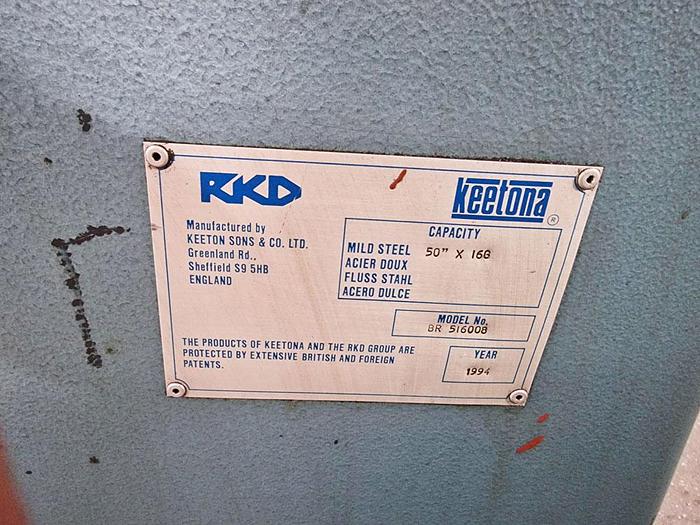 RKD
keetona ®
Manufactured by
KEETON SONS & CO. LTD.
Greenland Rd.,
Sheffield S9 5HB
ENGLAND
CAPACITY
MILD STEEL 50" X 16G
ACIER DOUX
FLUSS STAHL
ACERO DULCE
MODEL No.
BR 516008
THE PRODUCTS OF KEETONA AND THE RKD GROUP ARE
PROTECTED BY EXTENSIVE BRITISH AND FOREIGN
PATENTS.
YEAR
1994